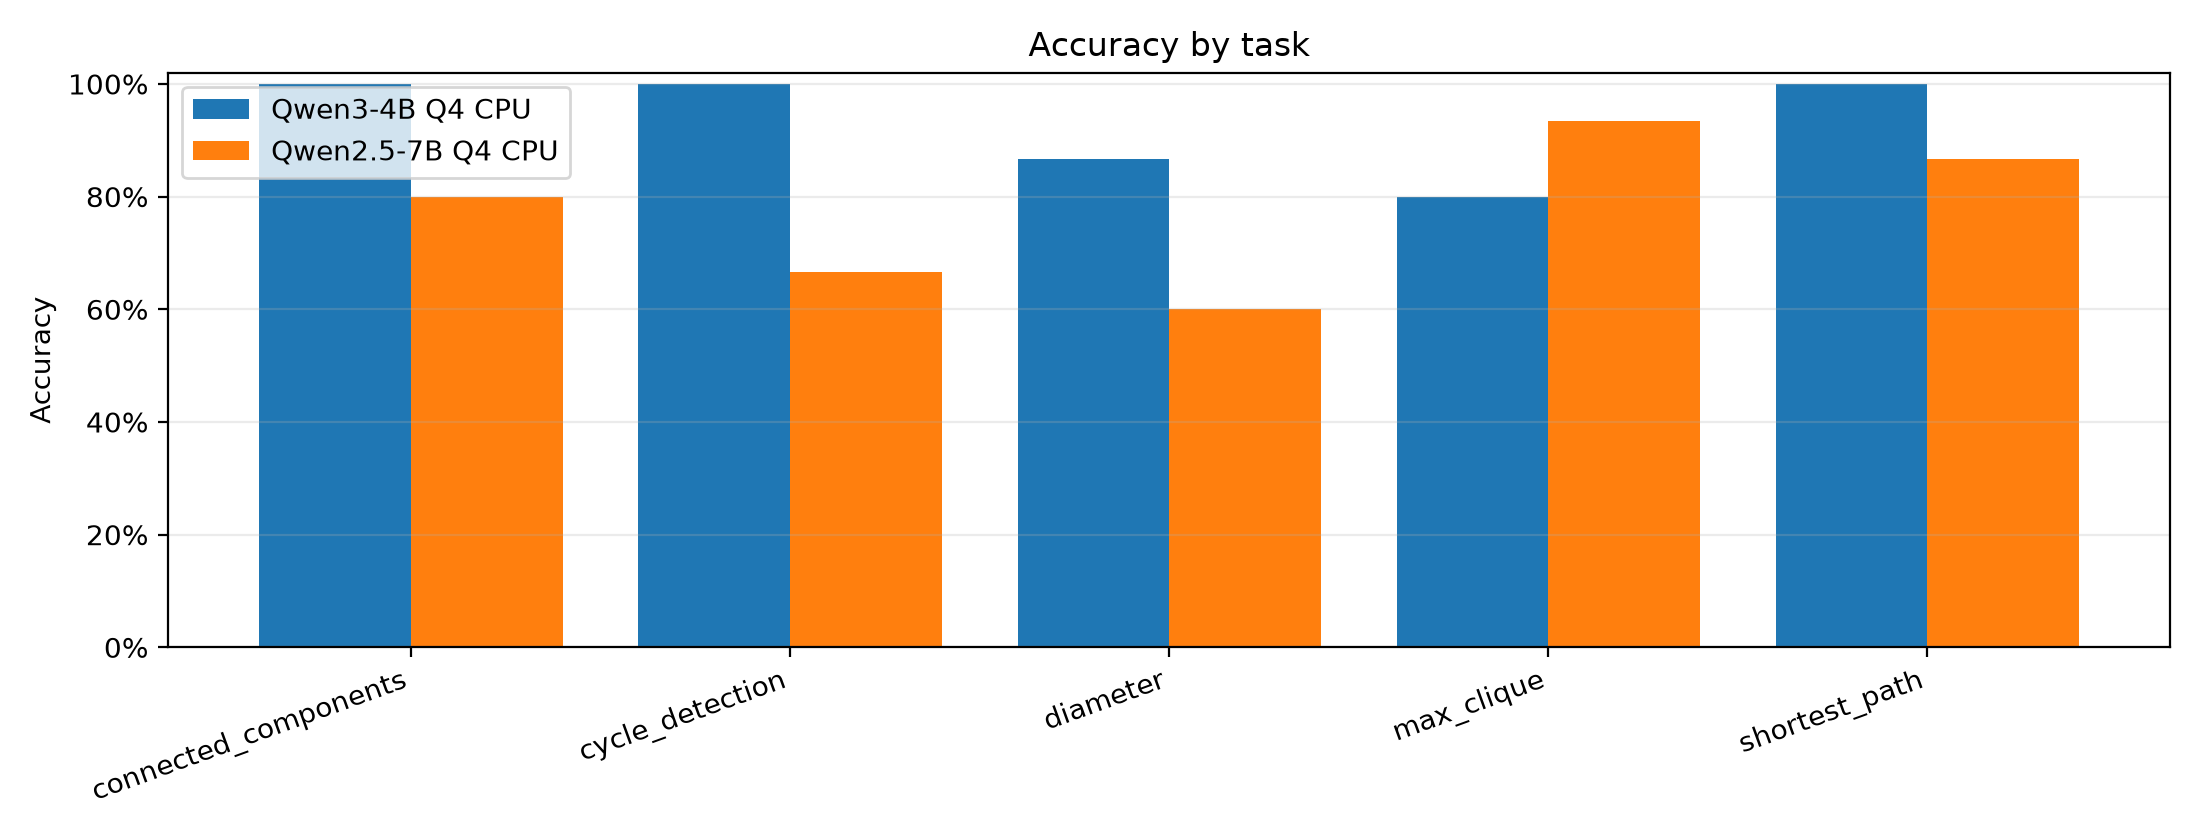 Accuracy by task
100%
80%
60%
40%
20%
0%
Accuracy
Qwen3-4B Q4 CPU
Qwen2.5-7B Q4 CPU
connected_components
cycle_detection
diameter
max_clique
shortest_path